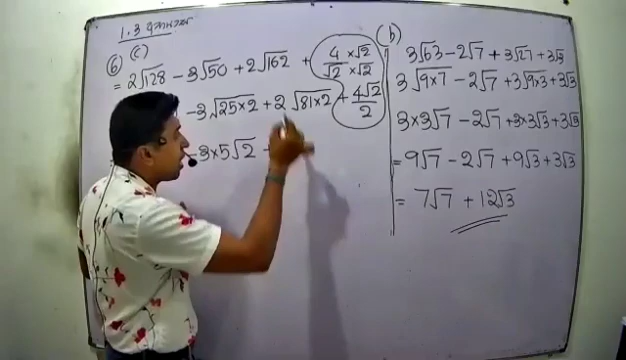 1.3 අභ්‍යාසය
⑥ (c)
= 2√128 − 3√50 + 2√162 + 4/√2 ×√2/×√2
−3√25×2 + 2√81×2 + 4√2/2
−3×5√2 −
(b)
3√63 − 2√7 + 3√27 + 3√3
3√9×7 − 2√7 + 3√9×3 + 3√3
3×3√7 − 2√7 + 3×3√3 + 3√3
= 9√7 − 2√7 + 9√3 + 3√3
= 7√7 + 12√3